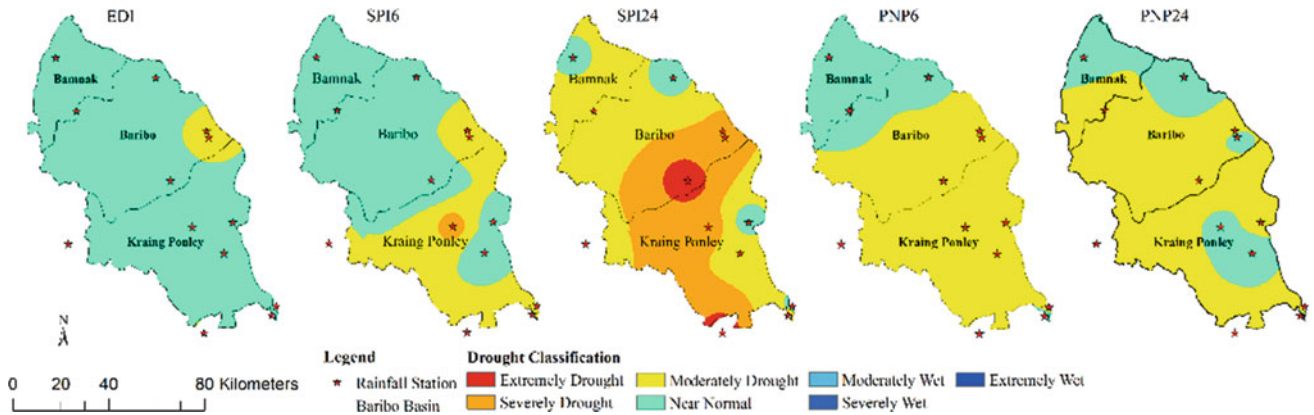 EDI SPI6 SPI24 PNP6 PNP24
Bamnak Bamnak Bamnak Bamnak Bamnak
Baribo Baribo Baribo Baribo Baribo
Kraing Ponley Kraing Ponley Kraing Ponley Kraing Ponley Kraing Ponley
N
Legend Drought Classification
Rainfall Station Extremely Drought Moderately Drought Moderately Wet Extremely Wet
Baribo Basin Severely Drought Near Normal Severely Wet
0 20 40 80 Kilometers